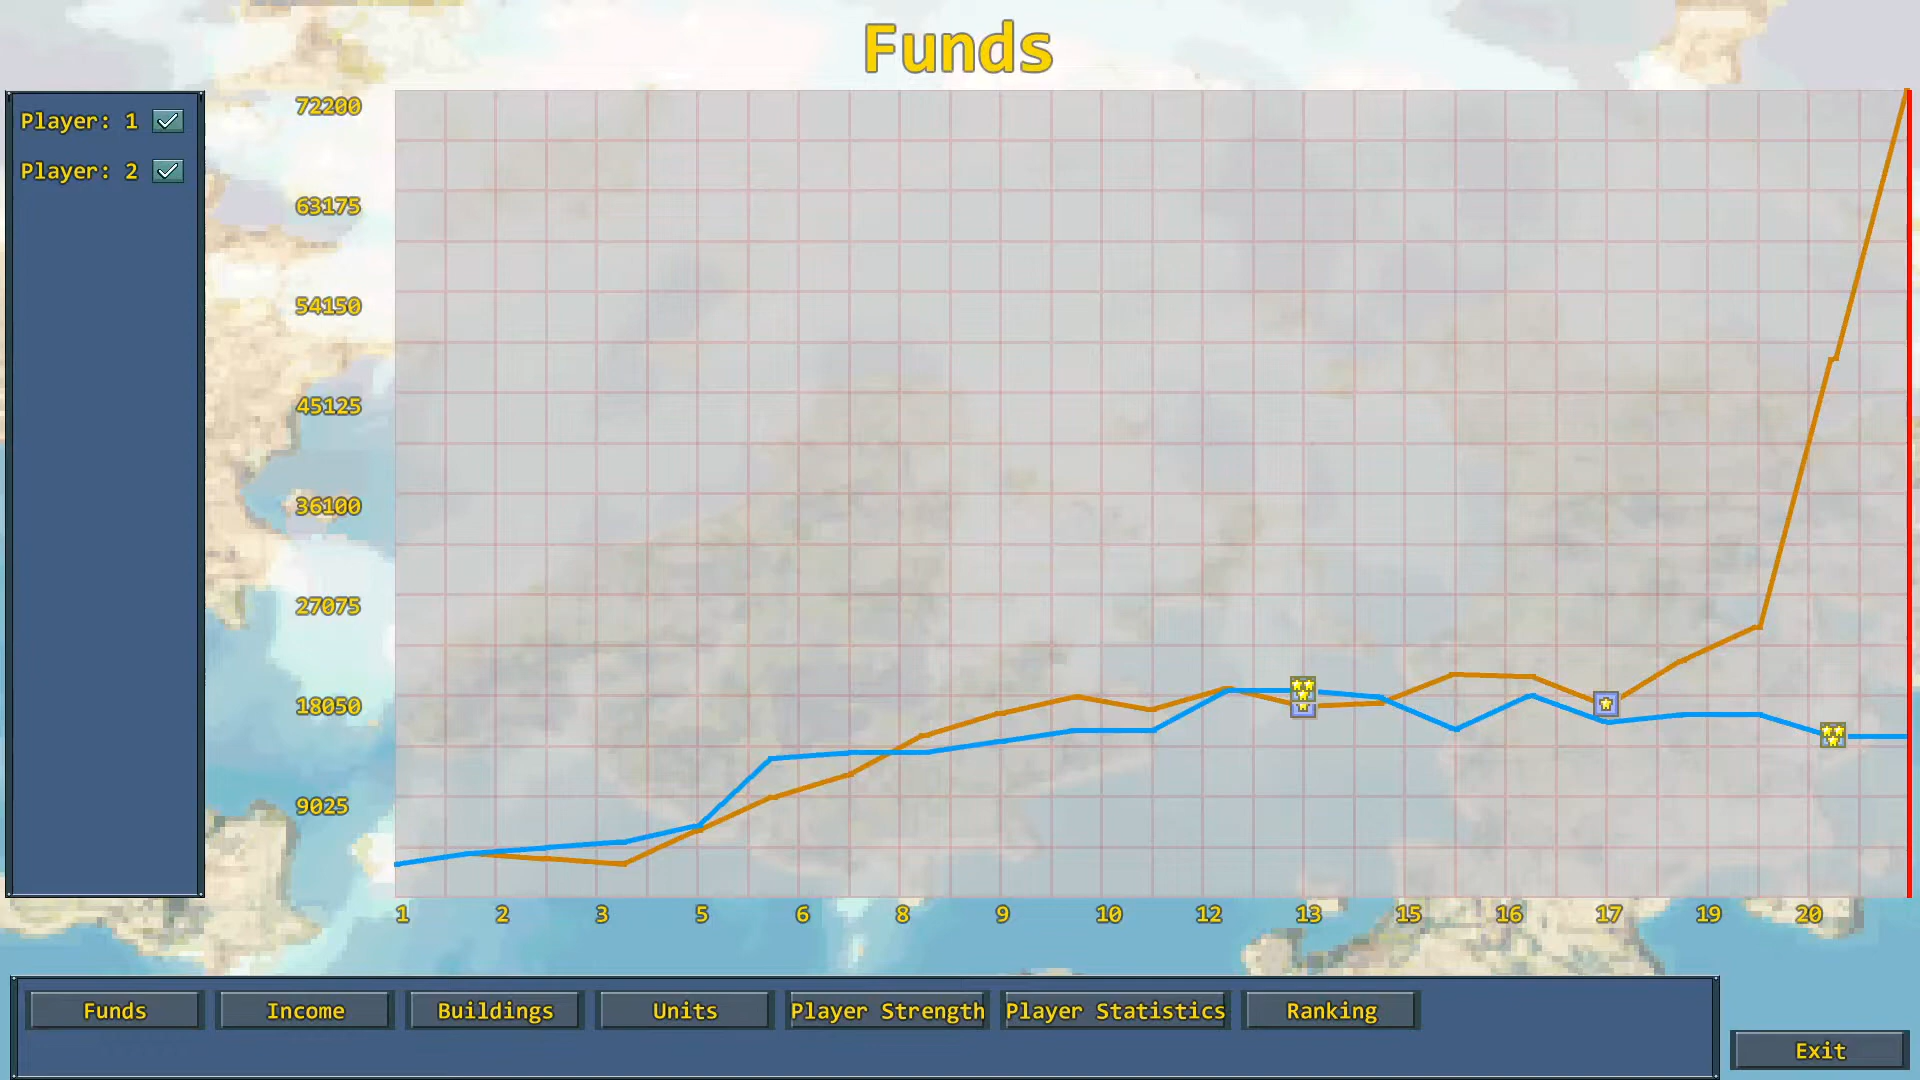 Funds
Player: 1
Player: 2
72200
63175
54150
45125
36100
27075
18050
9025
1 2 3 5 6 8 9 10 12 13 15 16 17 19 20
Funds Income Buildings Units Player Strength Player Statistics Ranking
Exit